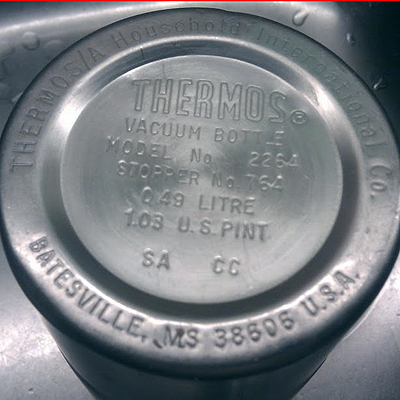 THERMOS/A Household International Co.
THERMOS®
VACUUM BOTTLE
MODEL No. 2264
STOPPER No. 764
0.49 LITRE
1.03 U.S. PINT
SA CC
BATESVILLE, MS 38606 U.S.A.